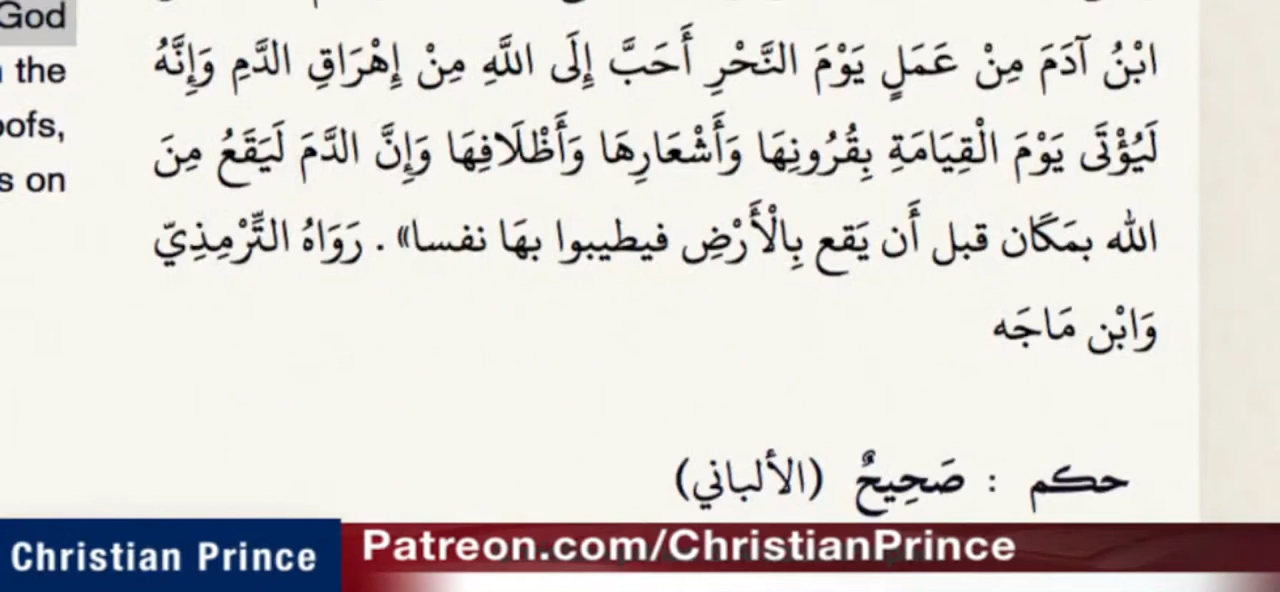 God
the
oofs,
s on
ابْنُ آدَمَ مِنْ عَمَلٍ يَوْمَ النَّحْرِ أَحَبَّ إِلَى اللَّهِ مِنْ إِهْرَاقِ الدَّمِ وَإِنَّهُ
لَيُؤْتَى يَوْمَ الْقِيَامَةِ بِقُرُونِهَا وَأَشْعَارِهَا وَأَظْلَافِهَا وَإِنَّ الدَّمَ لَيَقَعُ مِنَ
الله بمَكَان قبل أَن يَقع بِالْأَرْضِ فيطيبوا بهَا نفسا» . رَوَاهُ التِّرْمِذِيّ
وَابْن مَاجَه
حكم : صَحِيحٌ (الألباني)
Christian Prince
Patreon.com/ChristianPrince